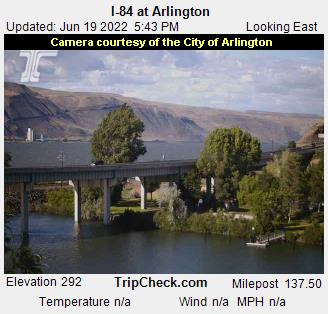 I-84 at Arlington
Updated: Jun 19 2022 5:43 PM Looking East
Camera courtesy of the City of Arlington
Elevation 292 TripCheck.com Milepost 137.50
Temperature n/a Wind n/a MPH n/a